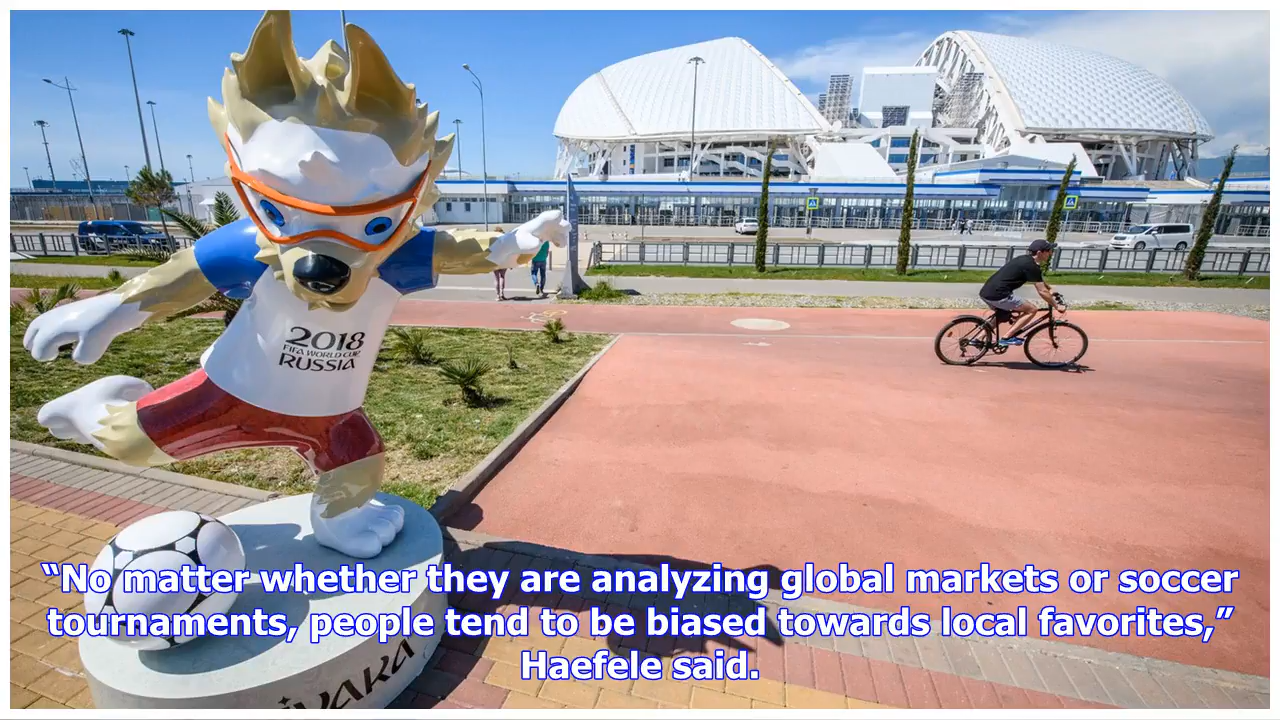 2018
FIFA WORLD CUP
RUSSIA
“No matter whether they are analyzing global markets or soccer
tournaments, people tend to be biased towards local favorites,”
Haefele said.